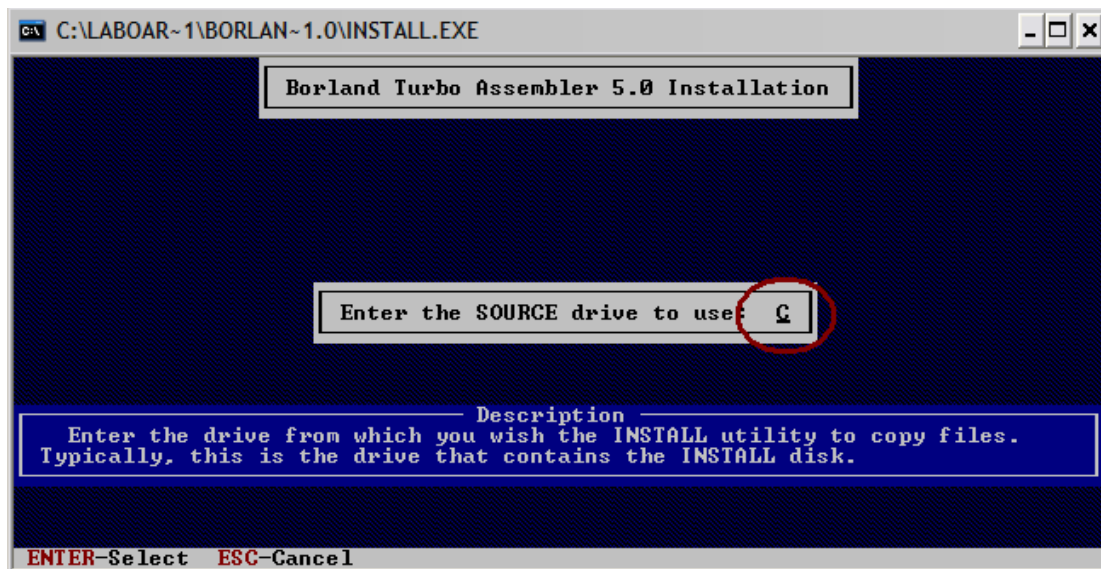 C:\LABOAR~1\BORLAN~1.0\INSTALL.EXE
Borland Turbo Assembler 5.0 Installation
Enter the SOURCE drive to use: C
Description
Enter the drive from which you wish the INSTALL utility to copy files.
Typically, this is the drive that contains the INSTALL disk.
ENTER-Select ESC-Cancel